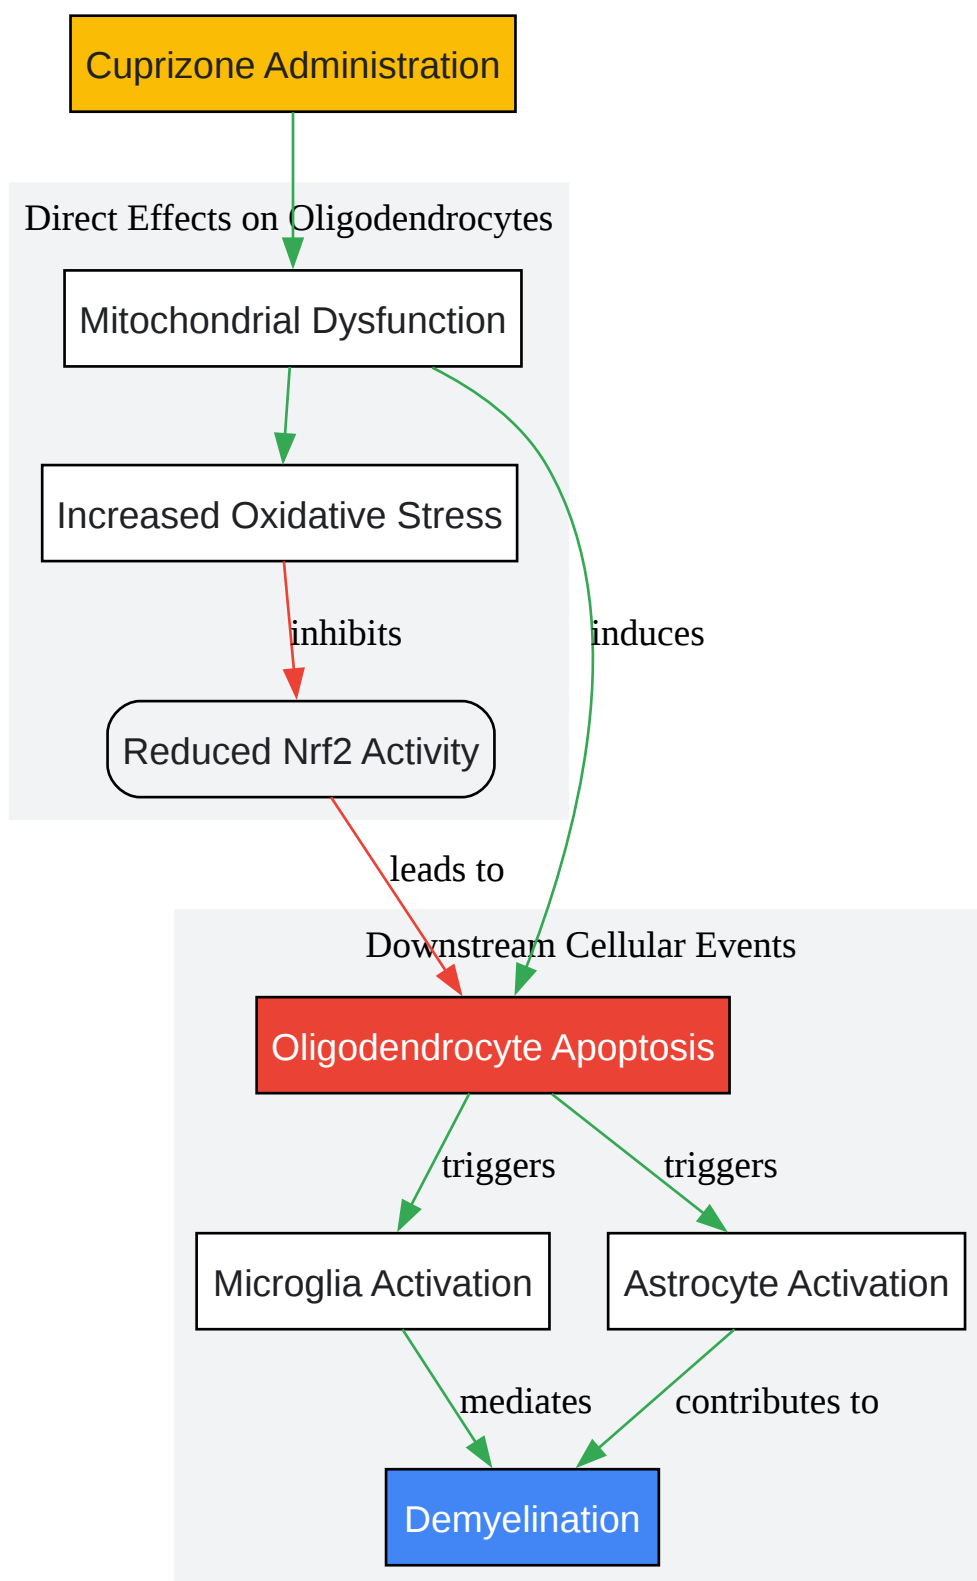 Cuprizone Administration
Direct Effects on Oligodendrocytes
Mitochondrial Dysfunction
Increased Oxidative Stress
inhibits
induces
Reduced Nrf2 Activity
leads to
Downstream Cellular Events
Oligodendrocyte Apoptosis
triggers
triggers
Microglia Activation
Astrocyte Activation
mediates
contributes to
Demyelination